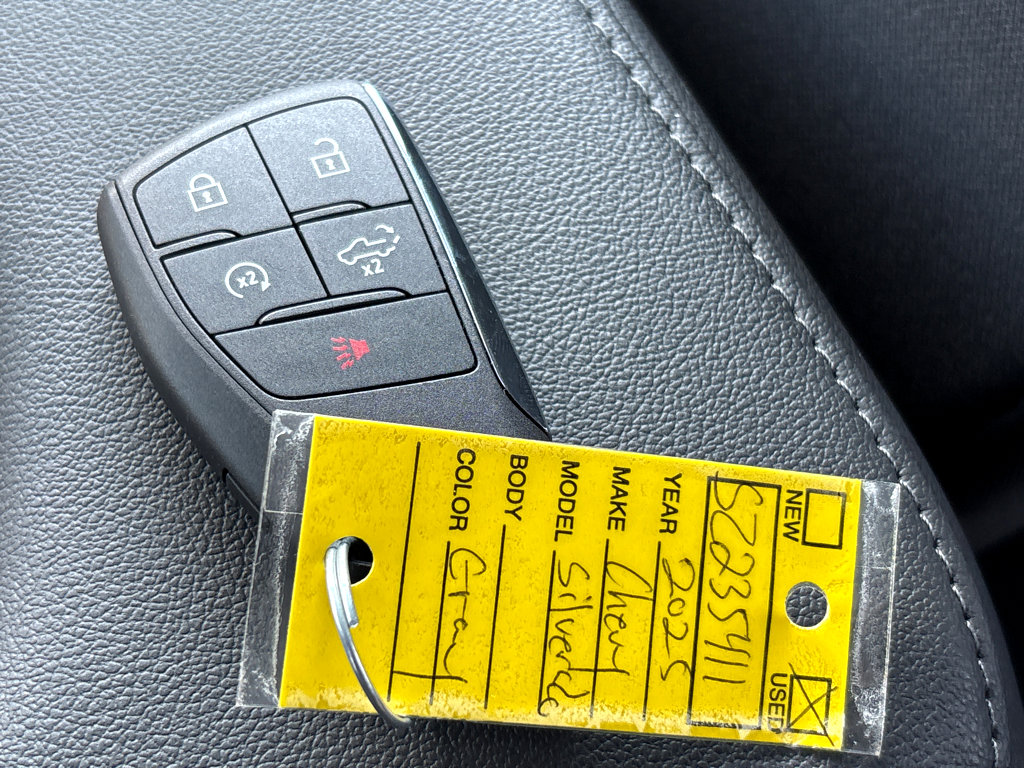 x2
x2
NEW USED
SZ235411
YEAR 2025
MAKE Chevy
MODEL Silverado
BODY
COLOR Gray